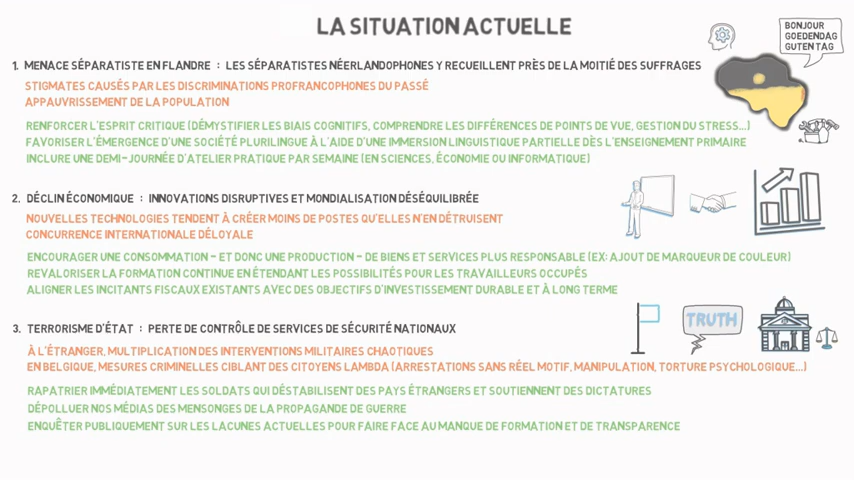 LA SITUATION ACTUELLE
BONJOUR
GOEDENDAG
GUTEN TAG
1. MENACE SÉPARATISTE EN FLANDRE : LES SÉPARATISTES NÉERLANDOPHONES Y RECUEILLENT PRÈS DE LA MOITIÉ DES SUFFRAGES
STIGMATES CAUSÉS PAR LES DISCRIMINATIONS PROFRANCOPHONES DU PASSÉ
APPAUVRISSEMENT DE LA POPULATION
RENFORCER L'ESPRIT CRITIQUE (DÉMYSTIFIER LES BIAIS COGNITIFS, COMPRENDRE LES DIFFÉRENCES DE POINTS DE VUE, GESTION DU STRESS...)
FAVORISER L'ÉMERGENCE D'UNE SOCIÉTÉ PLURILINGUE À L'AIDE D'UNE IMMERSION LINGUISTIQUE PARTIELLE DÈS L'ENSEIGNEMENT PRIMAIRE
INCLURE UNE DEMI-JOURNÉE D'ATELIER PRATIQUE PAR SEMAINE (EN SCIENCES, ÉCONOMIE OU INFORMATIQUE)
2. DÉCLIN ÉCONOMIQUE : INNOVATIONS DISRUPTIVES ET MONDIALISATION DÉSÉQUILIBRÉE
NOUVELLES TECHNOLOGIES TENDENT À CRÉER MOINS DE POSTES QU'ELLES N'EN DÉTRUISENT
CONCURRENCE INTERNATIONALE DÉLOYALE
ENCOURAGER UNE CONSOMMATION - ET DONC UNE PRODUCTION - DE BIENS ET SERVICES PLUS RESPONSABLE (EX: AJOUT DE MARQUEUR DE COULEUR)
REVALORISER LA FORMATION CONTINUE EN ÉTENDANT LES POSSIBILITÉS POUR LES TRAVAILLEURS OCCUPÉS
ALIGNER LES INCITANTS FISCAUX EXISTANTS AVEC DES OBJECTIFS D'INVESTISSEMENT DURABLE ET À LONG TERME
TRUTH
3. TERRORISME D'ÉTAT : PERTE DE CONTRÔLE DE SERVICES DE SÉCURITÉ NATIONAUX
À L'ÉTRANGER, MULTIPLICATION DES INTERVENTIONS MILITAIRES CHAOTIQUES
EN BELGIQUE, MESURES CRIMINELLES CIBLANT DES CITOYENS LAMBDA (ARRESTATIONS SANS RÉEL MOTIF, MANIPULATION, TORTURE PSYCHOLOGIQUE...)
RAPATRIER IMMÉDIATEMENT LES SOLDATS QUI DÉSTABILISENT DES PAYS ÉTRANGERS ET SOUTIENNENT DES DICTATURES
DÉPOLLUER NOS MÉDIAS DES MENSONGES DE LA PROPAGANDE DE GUERRE
ENQUÊTER PUBLIQUEMENT SUR LES LACUNES ACTUELLES POUR FAIRE FACE AU MANQUE DE FORMATION ET DE TRANSPARENCE